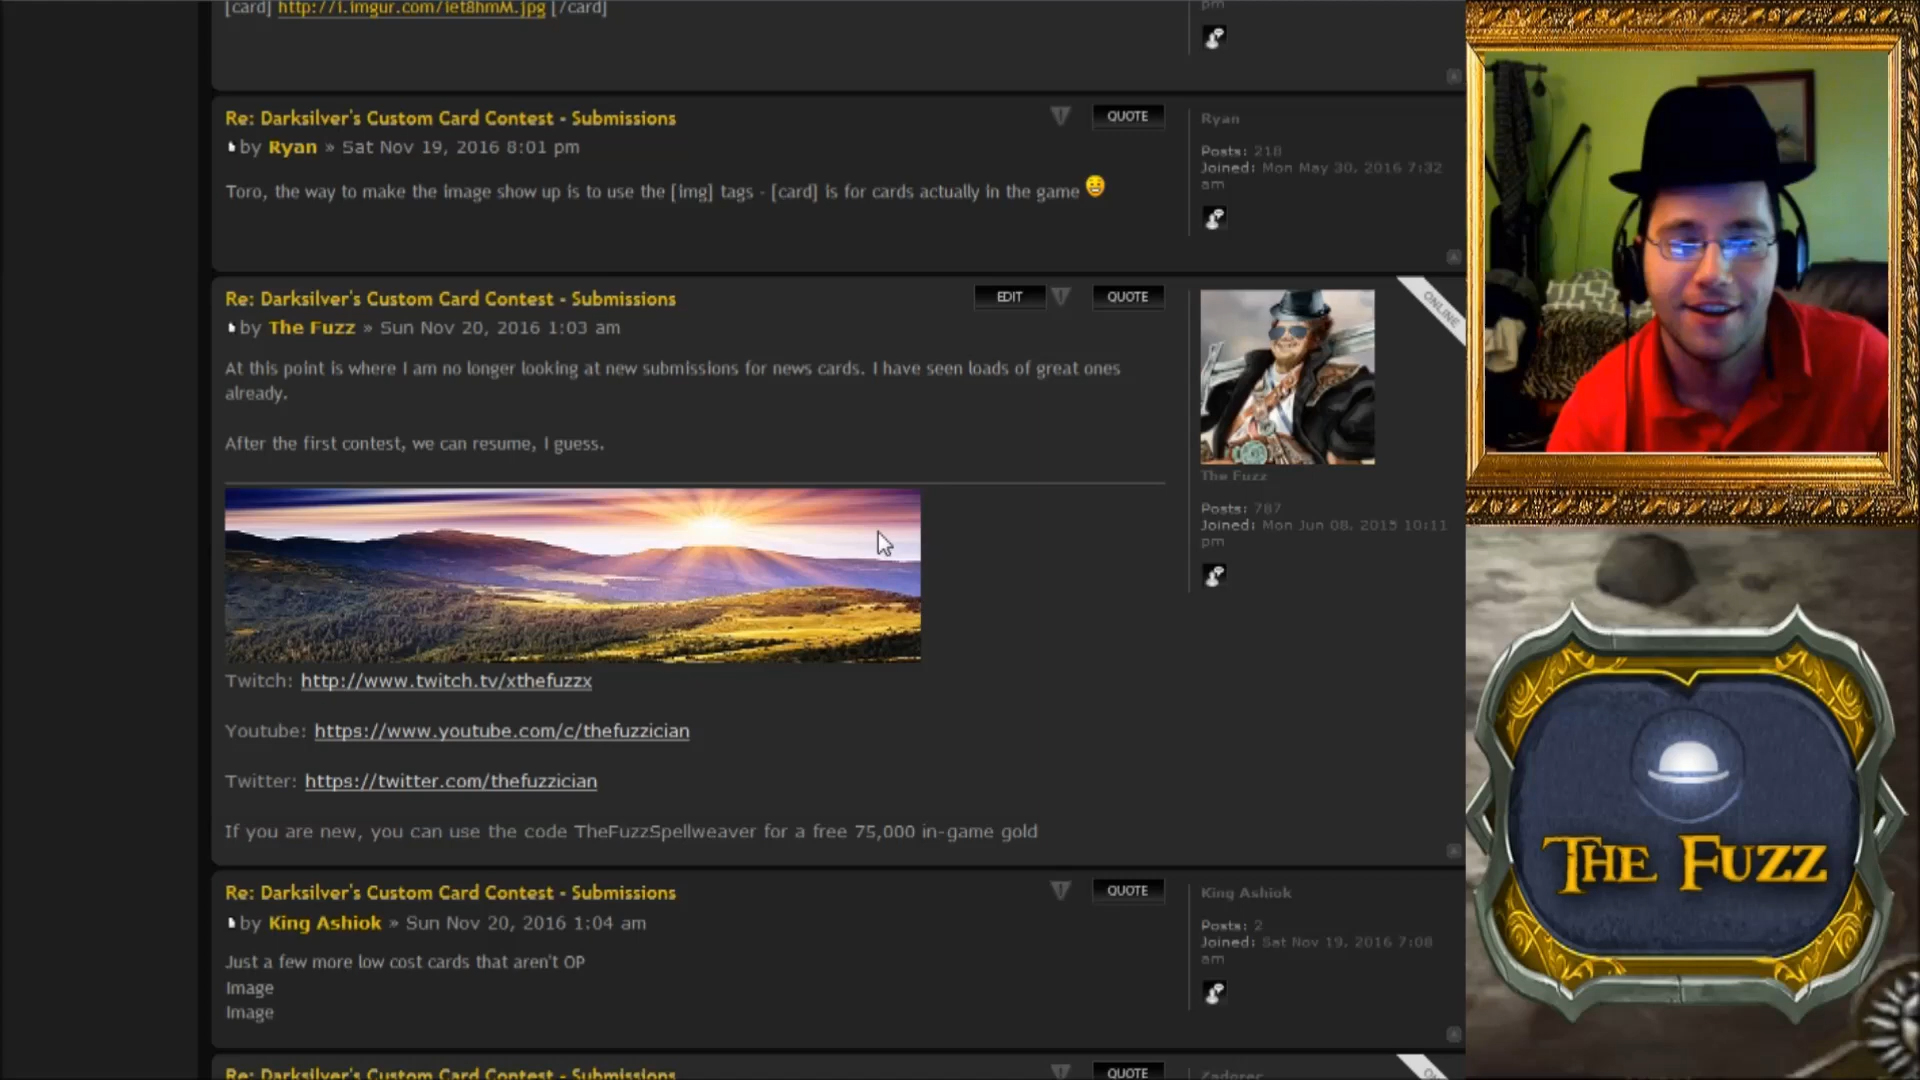 [card] http://i.imgur.com/iet8hmM.jpg [/card]
pm
Re: Darksilver's Custom Card Contest - Submissions
QUOTE
by Ryan » Sat Nov 19, 2016 8:01 pm
Toro, the way to make the image show up is to use the [img] tags - [card] is for cards actually in the game
Ryan
Posts: 218
Joined: Mon May 30, 2016 7:32
am
Re: Darksilver's Custom Card Contest - Submissions
EDIT
QUOTE
by The Fuzz » Sun Nov 20, 2016 1:03 am
At this point is where I am no longer looking at new submissions for news cards. I have seen loads of great ones
already.
After the first contest, we can resume, I guess.
ONLINE
The Fuzz
Posts: 787
Joined: Mon Jun 08, 2015 10:11
pm
Twitch: http://www.twitch.tv/xthefuzzx
Youtube: https://www.youtube.com/c/thefuzzician
Twitter: https://twitter.com/thefuzzician
If you are new, you can use the code TheFuzzSpellweaver for a free 75,000 in-game gold
Re: Darksilver's Custom Card Contest - Submissions
QUOTE
by King Ashiok » Sun Nov 20, 2016 1:04 am
Just a few more low cost cards that aren't OP
Image
Image
King Ashiok
Posts: 2
Joined: Sat Nov 19, 2016 7:08
am
Re: Darksilver's Custom Card Contest - Submissions
QUOTE
Zadorec
THE FUZZ